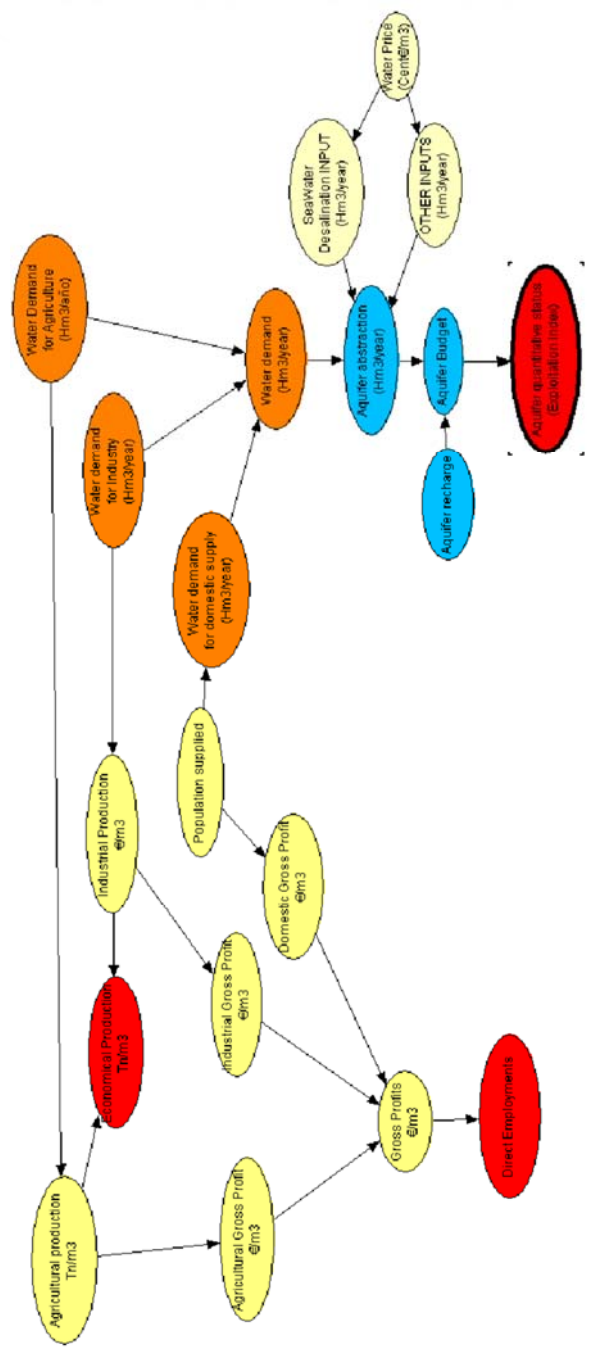 Agricultural production
Tn/m3
Economical Production
Tn/m3
Industrial Production
€/m3
Water demand
for Industry
(Hm3/year)
Water Demand
for Agriculture
(Hm3/año)
Agricultural Gross Profit
€/m3
Industrial Gross Profit
€/m3
Domestic Gross Profit
€/m3
Population supplied
Water demand
for domestic supply
(Hm3/year)
Water demand
(Hm3/year)
SeaWater
Desalination INPUT
(Hm3/year)
Water Price
(Cent€/m3)
OTHER INPUTS
(Hm3/year)
Gross Profits
€/m3
Aquifer abstraction
(Hm3/year)
Aquifer recharge
Aquifer Budget
Direct Employments
Aquifer quantitative status
(Exploitation Index)